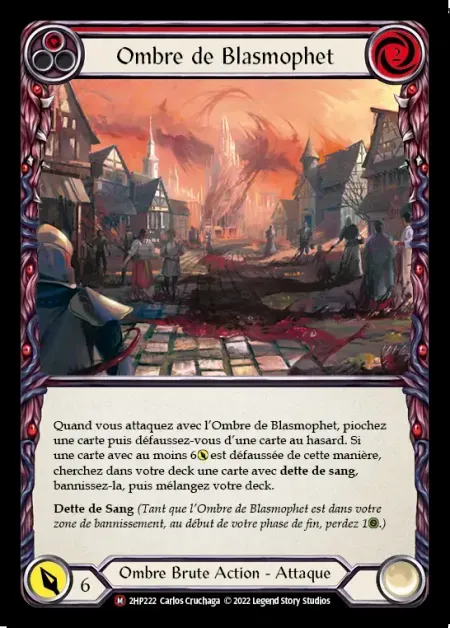 Ombre de Blasmophet
2
Quand vous attaquez avec l'Ombre de Blasmophet, piochez
une carte puis défaussez-vous d'une carte au hasard. Si
une carte avec au moins 6 est défaussée de cette manière,
cherchez dans votre deck une carte avec dette de sang,
bannissez-la, puis mélangez votre deck.
Dette de Sang (Tant que l'Ombre de Blasmophet est dans votre
zone de bannissement, au début de votre phase de fin, perdez 1.)
6
Ombre Brute Action - Attaque
M 2HP222 Carlos Cruchaga © 2022 Legend Story Studios